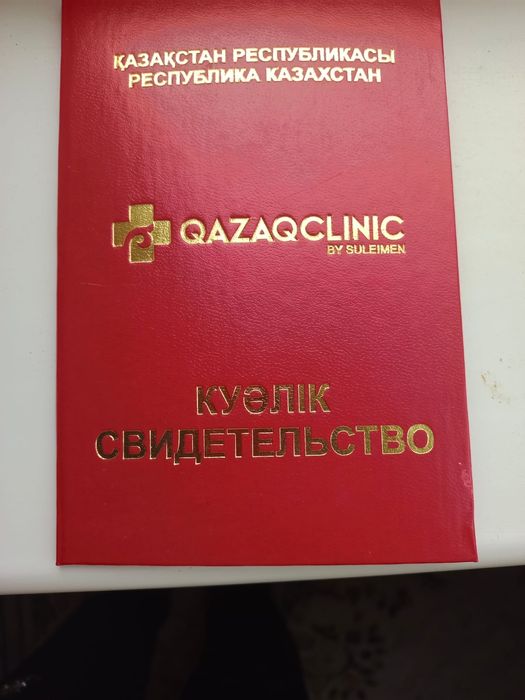 ҚАЗАҚСТАН РЕСПУБЛИКАСЫ
РЕСПУБЛИКА КАЗАХСТАН
QAZAQCLINIC
BY SULEIMEN
КУӘЛІК
СВИДЕТЕЛЬСТВО